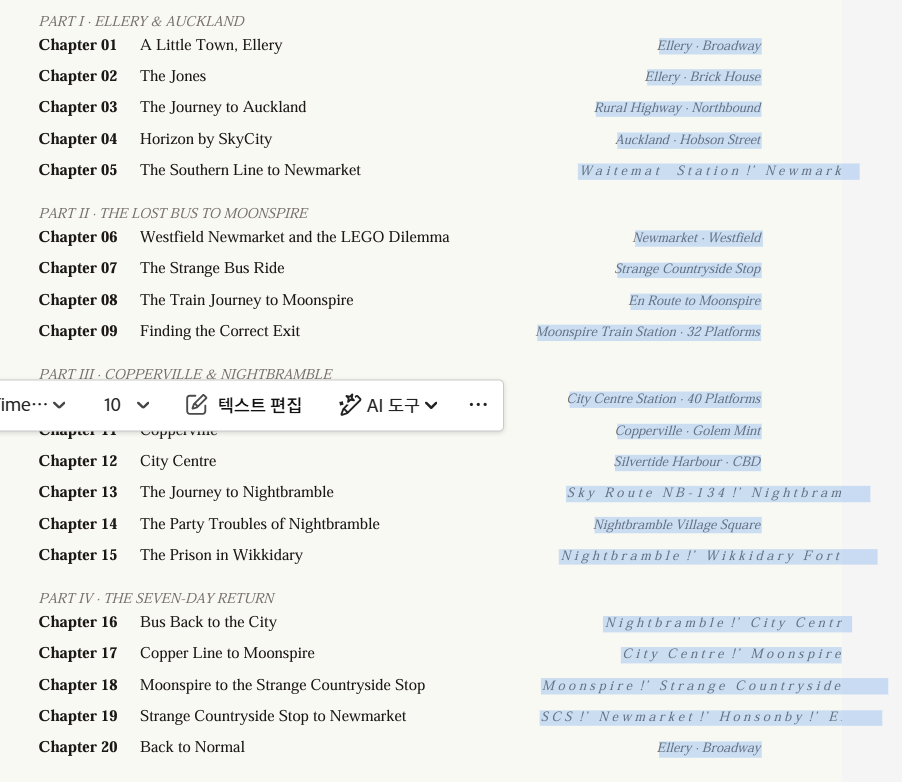 PART I · ELLERY & AUCKLAND
Chapter 01 A Little Town, Ellery Ellery · Broadway
Chapter 02 The Jones Ellery · Brick House
Chapter 03 The Journey to Auckland Rural Highway · Northbound
Chapter 04 Horizon by SkyCity Auckland · Hobson Street
Chapter 05 The Southern Line to Newmarket Waitemat Station !' Newmark
PART II · THE LOST BUS TO MOONSPIRE
Chapter 06 Westfield Newmarket and the LEGO Dilemma Newmarket · Westfield
Chapter 07 The Strange Bus Ride Strange Countryside Stop
Chapter 08 The Train Journey to Moonspire En Route to Moonspire
Chapter 09 Finding the Correct Exit Moonspire Train Station · 32 Platforms
PART III · COPPERVILLE & NIGHTBRAMBLE
City Centre Station · 40 Platforms
ime… 10 텍스트 편집 AI 도구 ···
Chapter 11 Copperville Copperville · Golem Mint
Chapter 12 City Centre Silvertide Harbour · CBD
Chapter 13 The Journey to Nightbramble Sky Route NB-134 !' Nightbram
Chapter 14 The Party Troubles of Nightbramble Nightbramble Village Square
Chapter 15 The Prison in Wikkidary Nightbramble !' Wikkidary Fort
PART IV · THE SEVEN-DAY RETURN
Chapter 16 Bus Back to the City Nightbramble !' City Centr
Chapter 17 Copper Line to Moonspire City Centre !' Moonspire
Chapter 18 Moonspire to the Strange Countryside Stop Moonspire !' Strange Countryside
Chapter 19 Strange Countryside Stop to Newmarket SCS !' Newmarket !' Honsonby !' E
Chapter 20 Back to Normal Ellery · Broadway